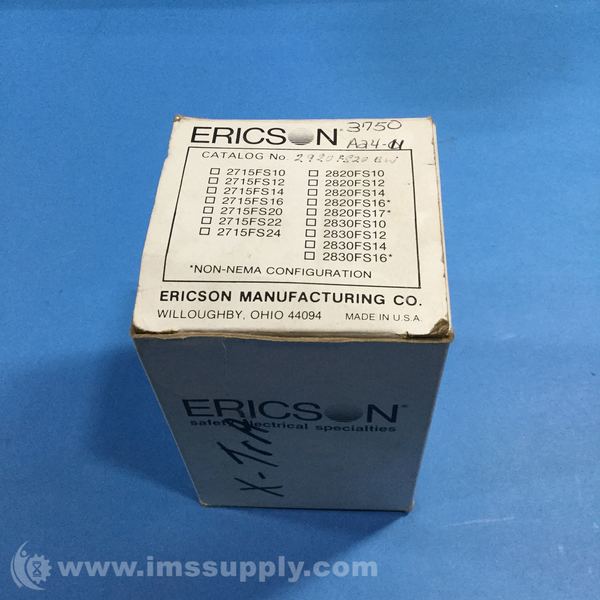 ERICSON 3750
Aa4-
CATALOG No. 2920FS20BW
2715FS10 2820FS10
2715FS12 2820FS12
2715FS14 2820FS14
2715FS16 2820FS16*
2715FS20 2820FS17*
2715FS22 2830FS10
2715FS24 2830FS12
2830FS14
2830FS16*
*NON-NEMA CONFIGURATION
ERICSON MANUFACTURING CO.
WILLOUGHBY, OHIO 44094 MADE IN U.S.A.
ERICSON®
safety electrical specialties
www.imssupply.com